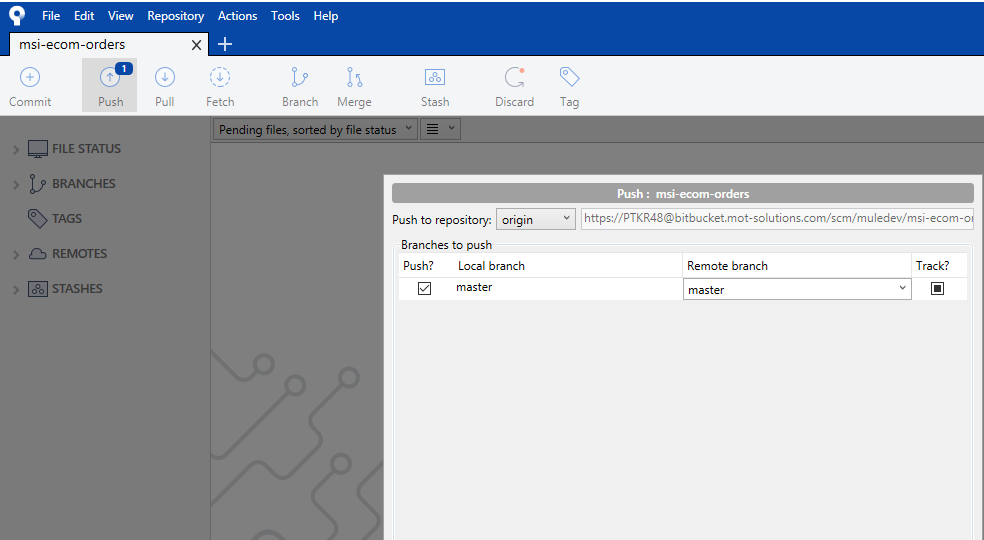 File Edit View Repository Actions Tools Help
msi-ecom-orders
1
Commit Push Pull Fetch Branch Merge Stash Discard Tag
Pending files, sorted by file status
FILE STATUS
BRANCHES
TAGS
REMOTES
STASHES
Push : msi-ecom-orders
Push to repository: origin https://PTKR48@bitbucket.mot-solutions.com/scm/muledev/msi-ecom-o
Branches to push
Push? Local branch Remote branch Track?
master master